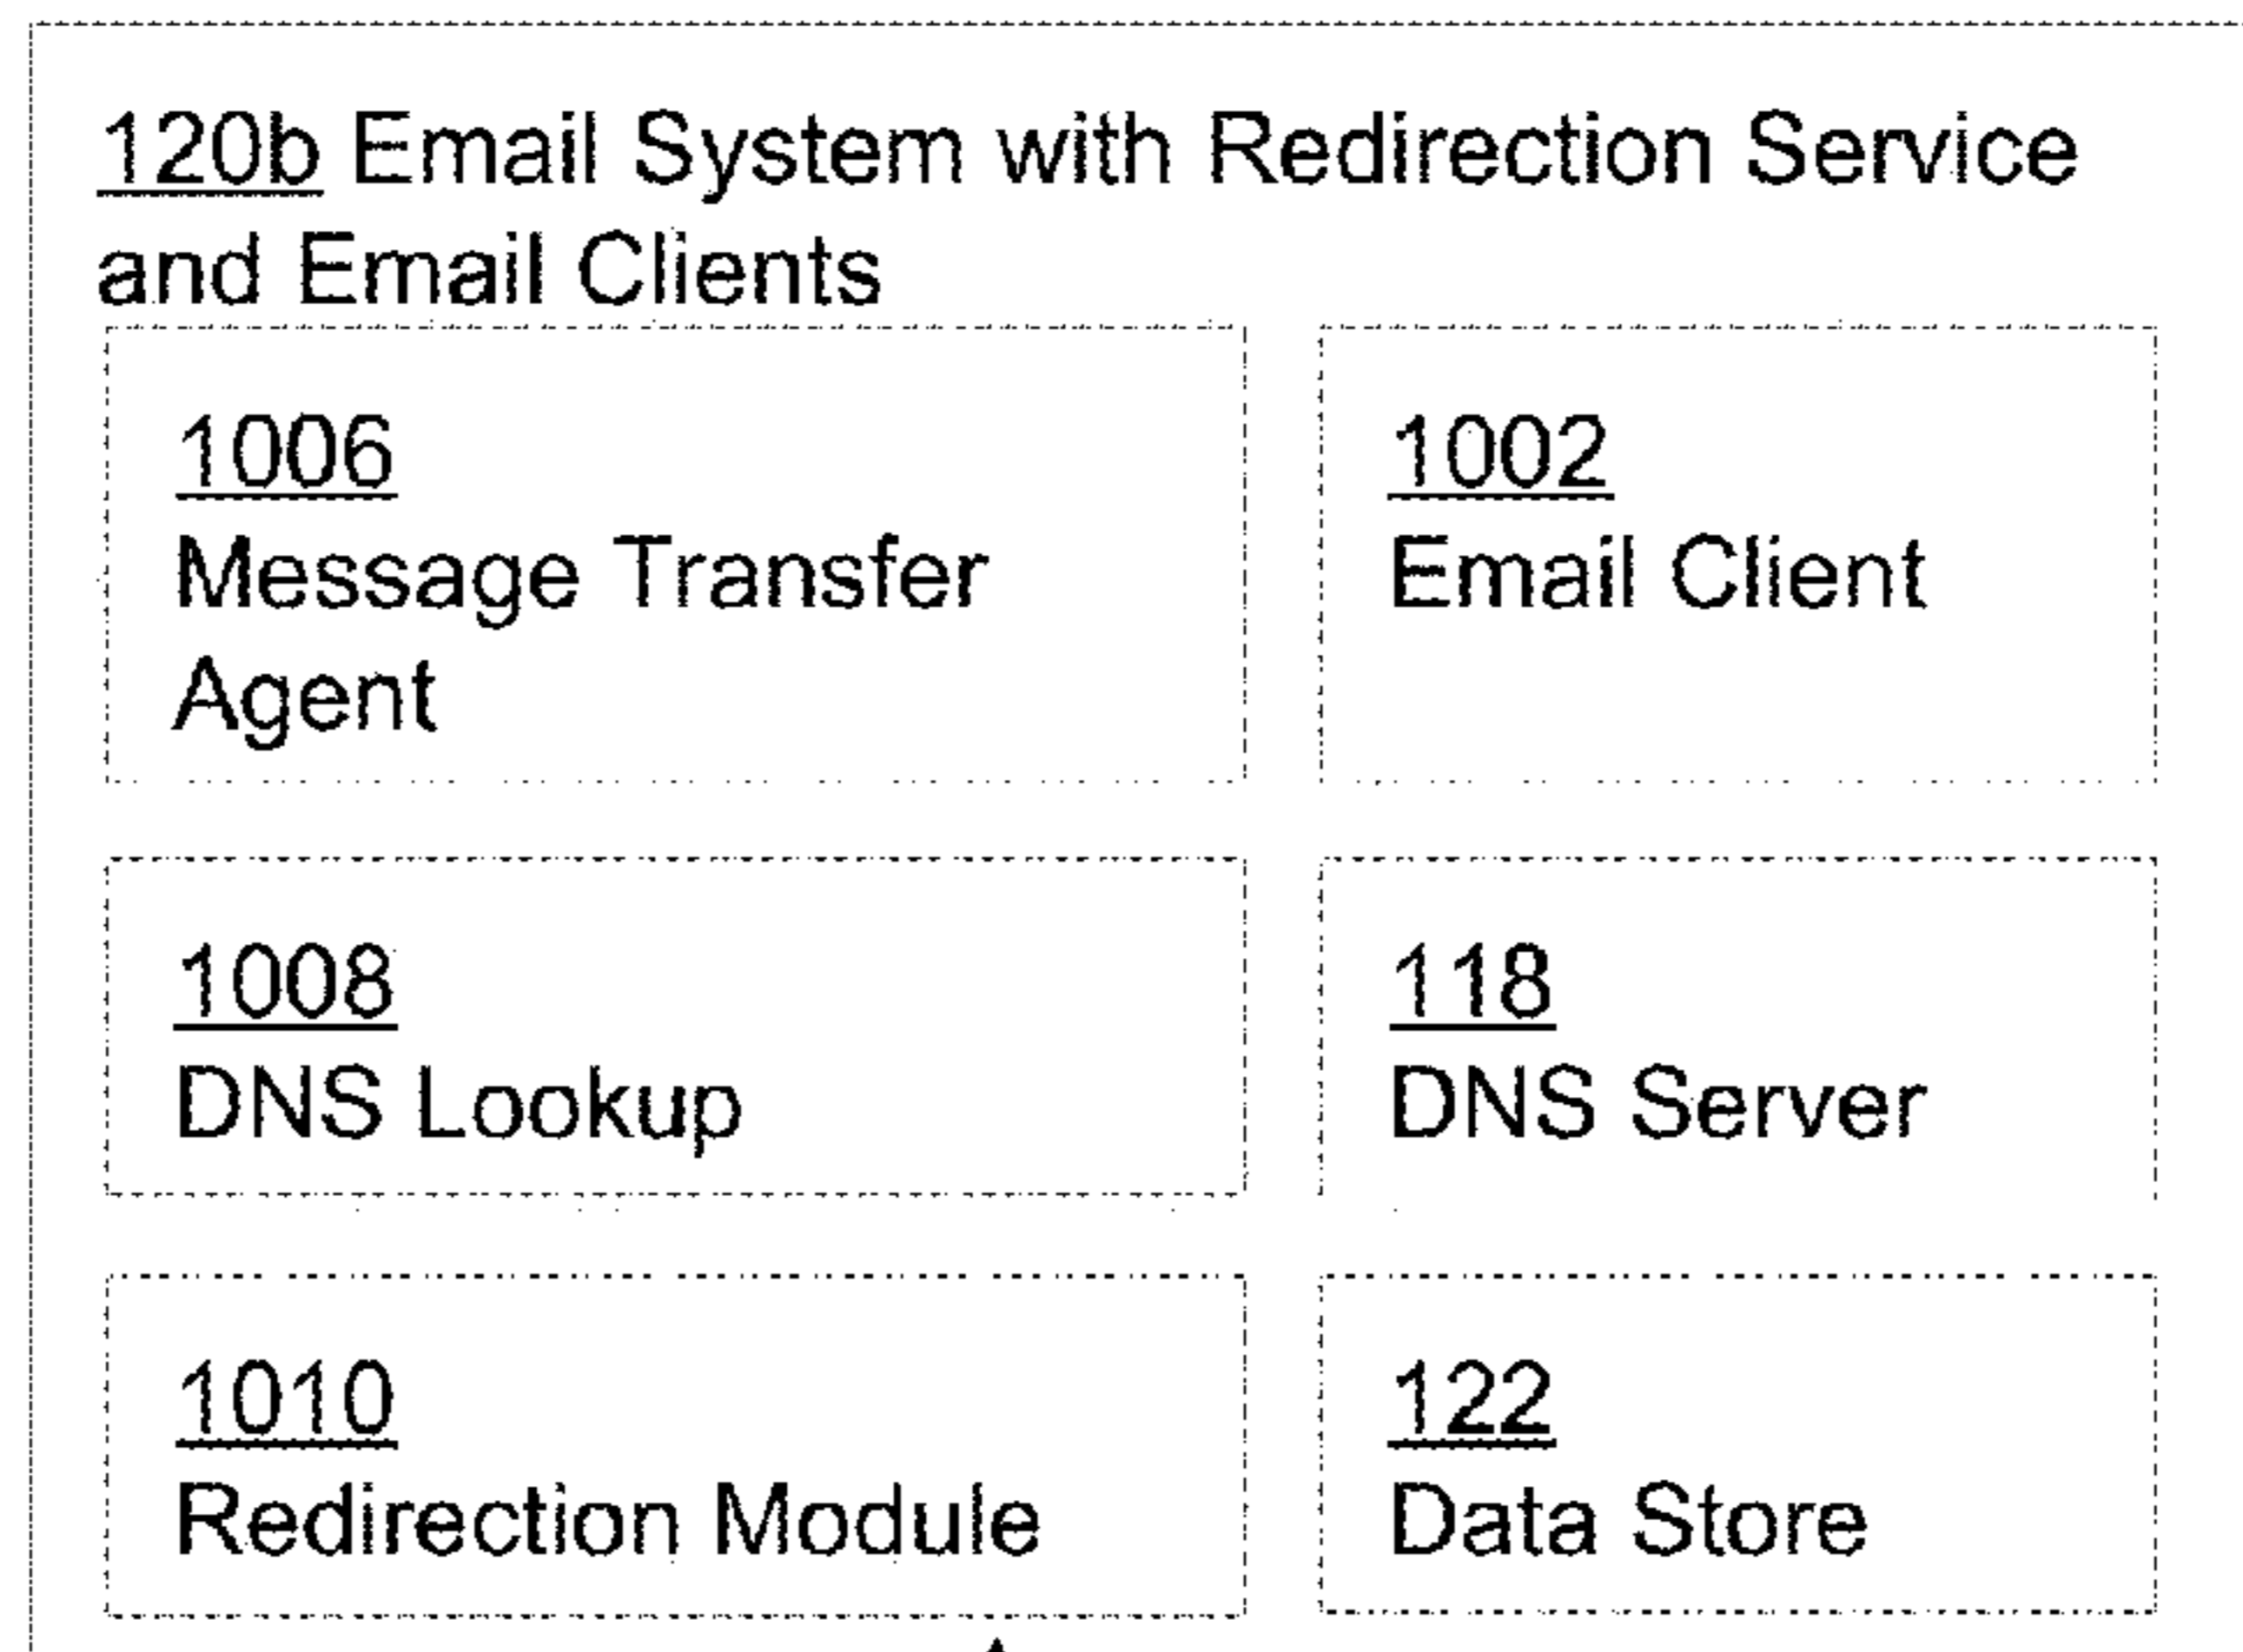 120b Email System with Redirection Service
and Email Clients
1006
Message Transfer
Agent
1002
Email Client
1008
DNS Lookup
118
DNS Server
1010
Redirection Module
122
Data Store